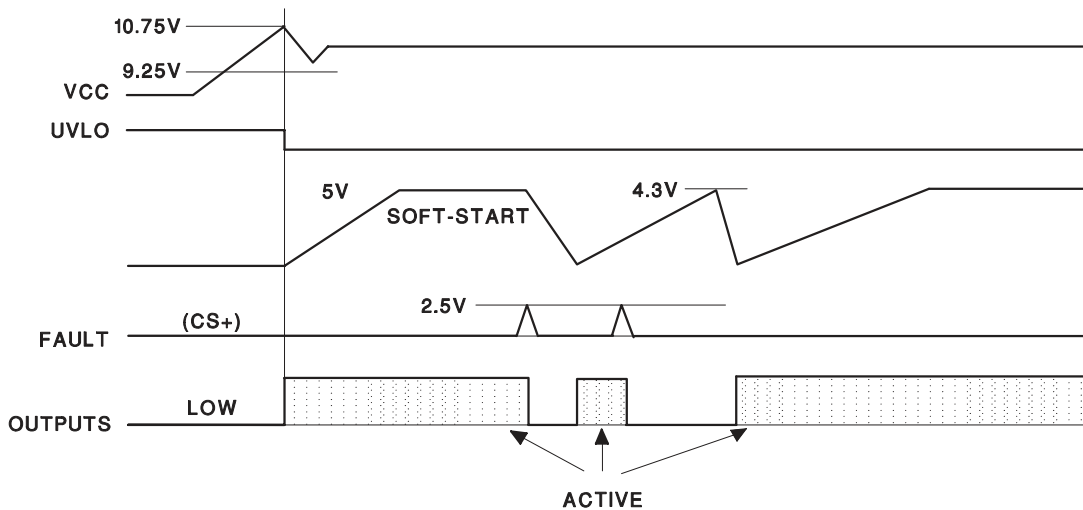 10.75V
9.25V
VCC
UVLO
5V
4.3V
SOFT-START
2.5V
(CS+)
FAULT
LOW
OUTPUTS
ACTIVE